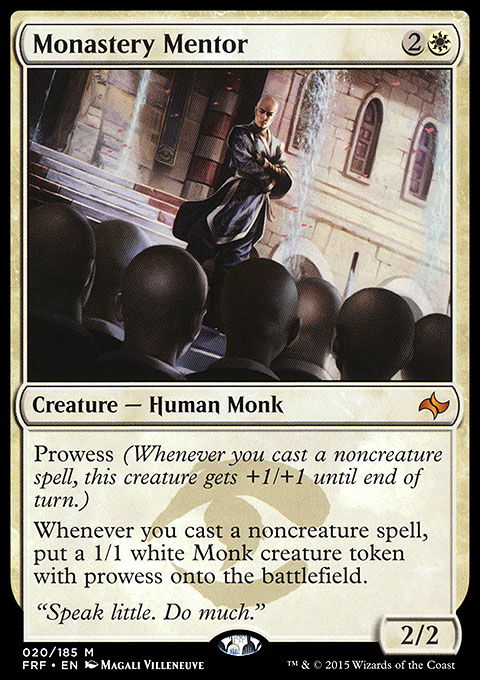 Monastery Mentor 2
Creature — Human Monk
Prowess (Whenever you cast a noncreature
spell, this creature gets +1/+1 until end of
turn.)
Whenever you cast a noncreature spell,
put a 1/1 white Monk creature token
with prowess onto the battlefield.
“Speak little. Do much.”
2/2
020/185 M
FRF • EN MAGALI VILLENEUVE
™ & © 2015 Wizards of the Coast